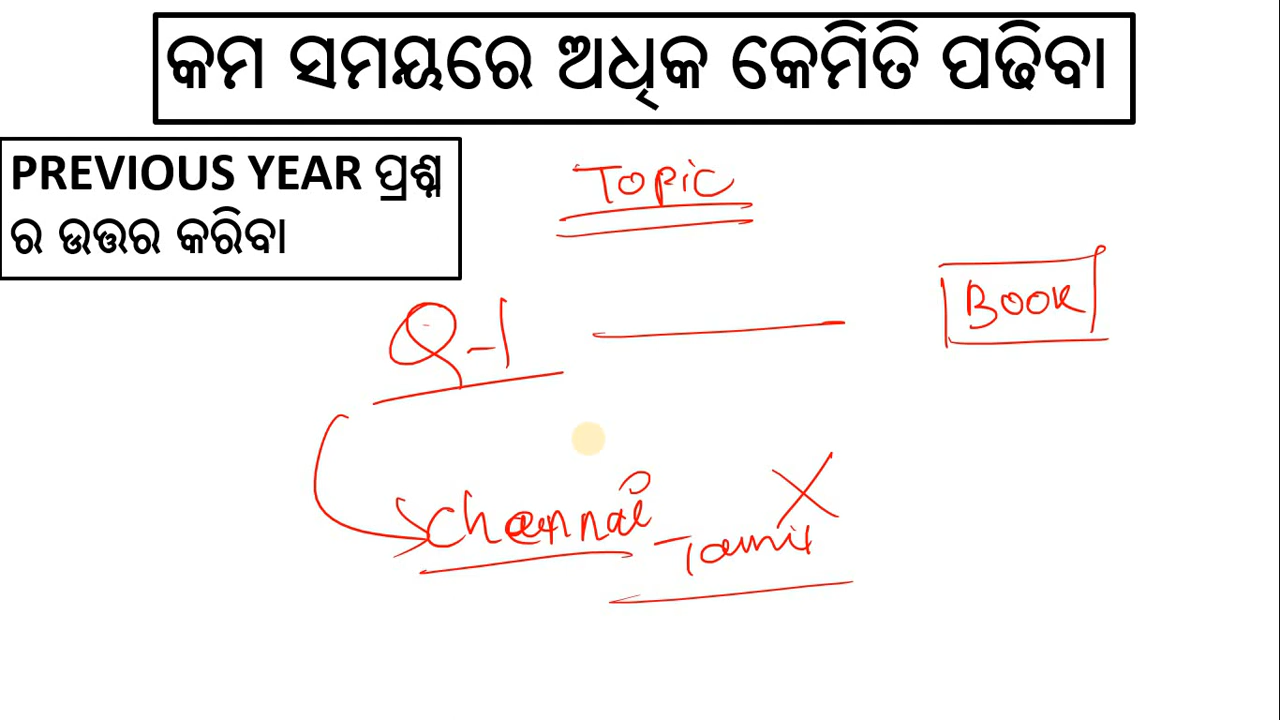 କମ ସମୟରେ ଅଧିକ କେମିତି ପଢିବା
PREVIOUS YEAR ପ୍ରଶ୍ନ
ର ଉତ୍ତର କରିବା
Topic
Q-1
Book
Chennai
Tamil